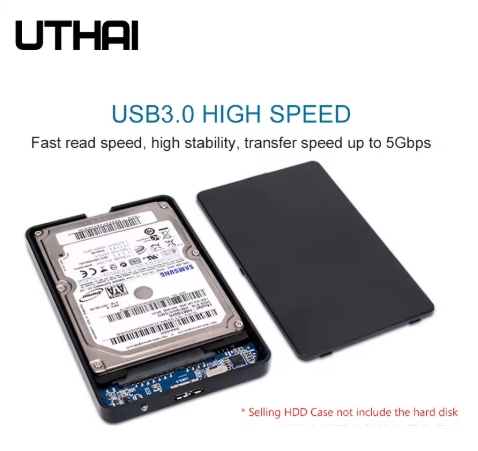 UTHAI
USB3.0 HIGH SPEED
Fast read speed, high stability, transfer speed up to 5Gbps
SAMSUNG
SATA
* Selling HDD Case not include the hard disk